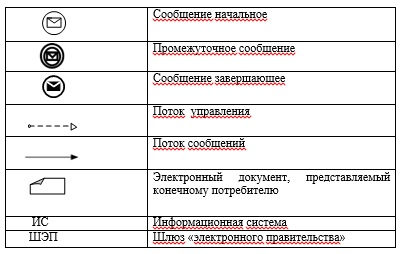 Сообщение начальное
Промежуточное сообщение
Сообщение завершающее
Поток управления
Поток сообщений
Электронный документ, представляемый
конечному потребителю
ИС Информационная система
ШЭП Шлюз «электронного правительства»